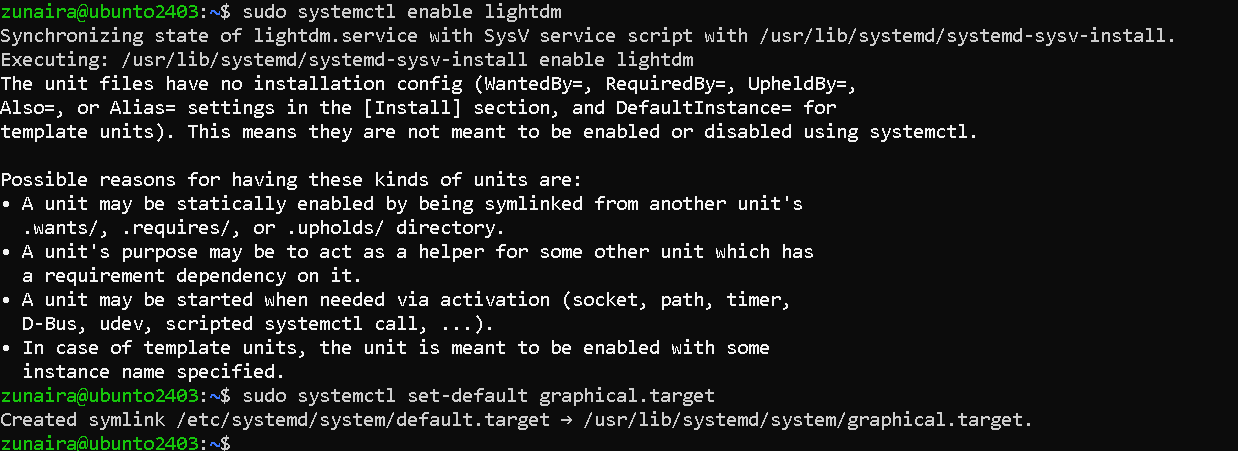 zunaira@ubunto2403:~$ sudo systemctl enable lightdm
Synchronizing state of lightdm.service with SysV service script with /usr/lib/systemd/systemd-sysv-install.
Executing: /usr/lib/systemd/systemd-sysv-install enable lightdm
The unit files have no installation config (WantedBy=, RequiredBy=, UpheldBy=,
Also=, or Alias= settings in the [Install] section, and DefaultInstance= for
template units). This means they are not meant to be enabled or disabled using systemctl.

Possible reasons for having these kinds of units are:
• A unit may be statically enabled by being symlinked from another unit's
  .wants/, .requires/, or .upholds/ directory.
• A unit's purpose may be to act as a helper for some other unit which has
  a requirement dependency on it.
• A unit may be started when needed via activation (socket, path, timer,
  D-Bus, udev, scripted systemctl call, ...).
• In case of template units, the unit is meant to be enabled with some
  instance name specified.
zunaira@ubunto2403:~$ sudo systemctl set-default graphical.target
Created symlink /etc/systemd/system/default.target → /usr/lib/systemd/system/graphical.target.
zunaira@ubunto2403:~$